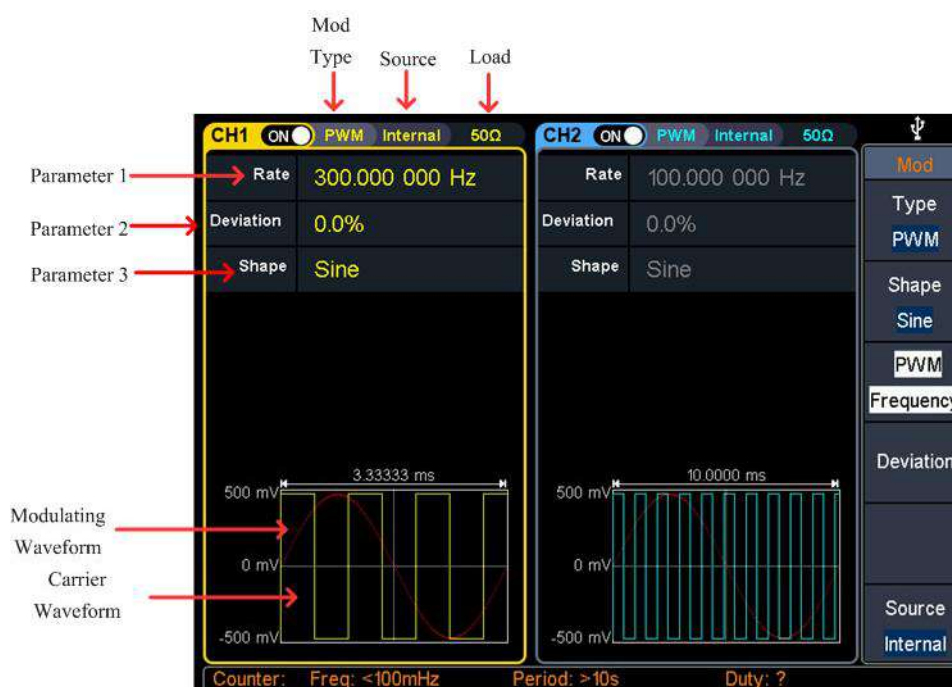 Mod
Type Source Load
CH1 ON PWM Internal 50Ω CH2 ON PWM Internal 50Ω
Mod
Parameter 1 Rate 300.000 000 Hz Rate 100.000 000 Hz
Type
PWM
Parameter 2 Deviation 0.0% Deviation 0.0%
Parameter 3 Shape Sine Shape Sine
Shape
Sine
PWM
Frequency
Deviation
3.33333 ms 10.0000 ms
500 mV 500 mV
Modulating
Waveform
0 mV 0 mV
Carrier
Waveform
-500 mV -500 mV
Source
Internal
Counter: Freq: <100mHz Period: >10s Duty: ?